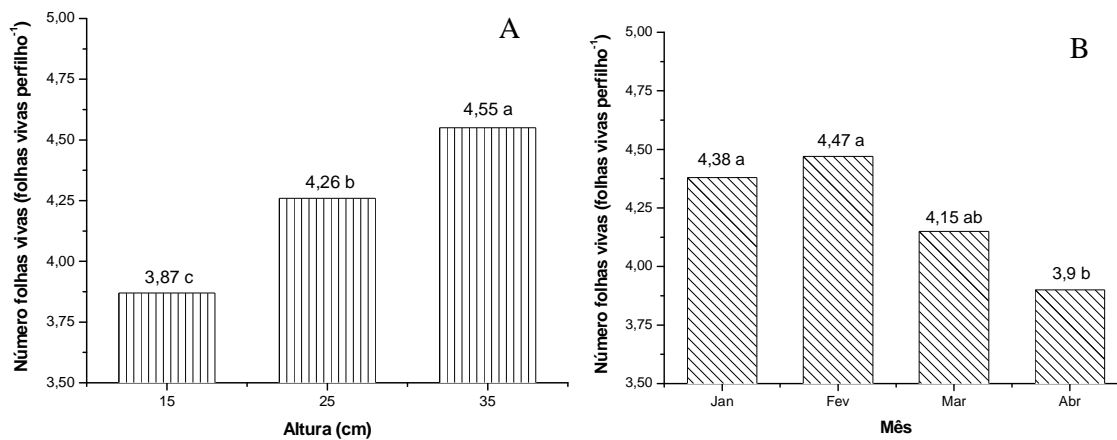 A
Número folhas vivas (folhas vivas perfilho⁻¹)
5,00
4,75
4,50
4,25
4,00
3,75
3,50
3,87 c
4,26 b
4,55 a
15
25
35
Altura (cm)
B
Número folhas vivas (folhas vivas perfilho⁻¹)
5,00
4,75
4,50
4,25
4,00
3,75
3,50
4,38 a
4,47 a
4,15 ab
3,9 b
Jan
Fev
Mar
Abr
Mês